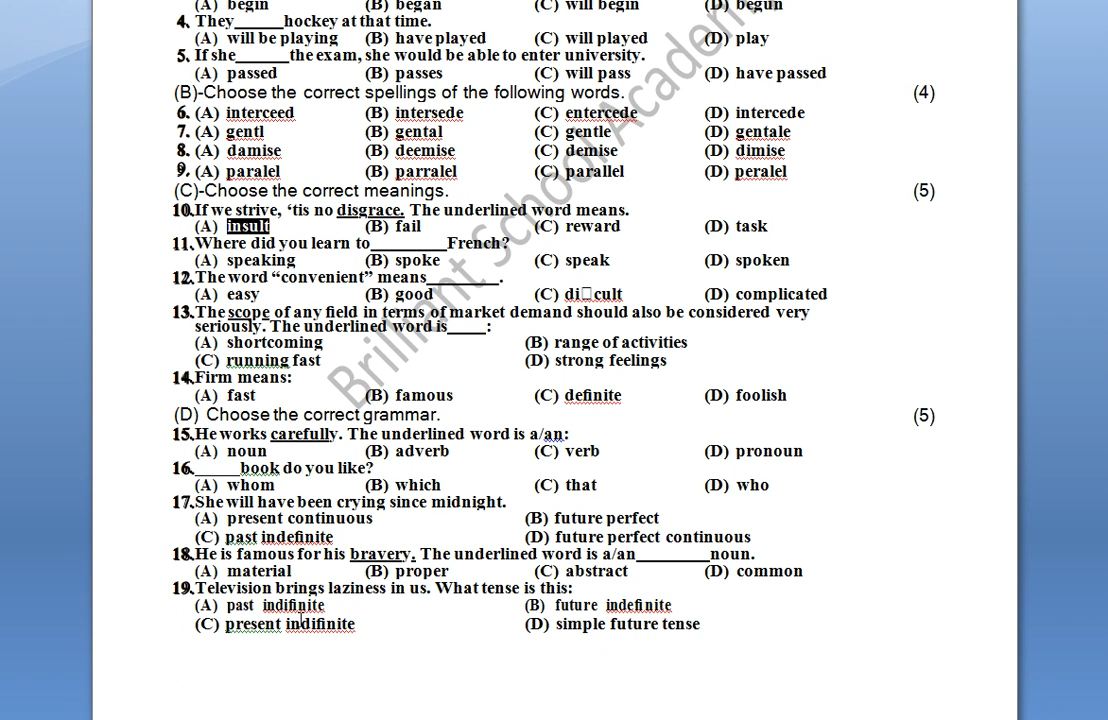 (A) begin (B) began (C) will begin (D) begun
4. They_____hockey at that time.
(A) will be playing (B) have played (C) will played (D) play
5. If she______the exam, she would be able to enter university.
(A) passed (B) passes (C) will pass (D) have passed
(B)-Choose the correct spellings of the following words. (4)
6. (A) interceed (B) intersede (C) entercede (D) intercede
7. (A) gentl (B) gental (C) gentle (D) gentale
8. (A) damise (B) deemise (C) demise (D) dimise
9. (A) paralel (B) parralel (C) parallel (D) peralel
(C)-Choose the correct meanings. (5)
10. If we strive, ‘tis no disgrace. The underlined word means.
(A) insult (B) fail (C) reward (D) task
11. Where did you learn to_________French?
(A) speaking (B) spoke (C) speak (D) spoken
12. The word “convenient” means________.
(A) easy (B) good (C) di□cult (D) complicated
13. The scope of any field in terms of market demand should also be considered very
seriously. The underlined word is____:
(A) shortcoming (B) range of activities
(C) running fast (D) strong feelings
14. Firm means:
(A) fast (B) famous (C) definite (D) foolish
(D) Choose the correct grammar. (5)
15. He works carefully. The underlined word is a/an:
(A) noun (B) adverb (C) verb (D) pronoun
16. _____book do you like?
(A) whom (B) which (C) that (D) who
17. She will have been crying since midnight.
(A) present continuous (B) future perfect
(C) past indefinite (D) future perfect continuous
18. He is famous for his bravery. The underlined word is a/an________noun.
(A) material (B) proper (C) abstract (D) common
19. Television brings laziness in us. What tense is this:
(A) past indifinite (B) future indefinite
(C) present indifinite (D) simple future tense
Brilliant School Academy